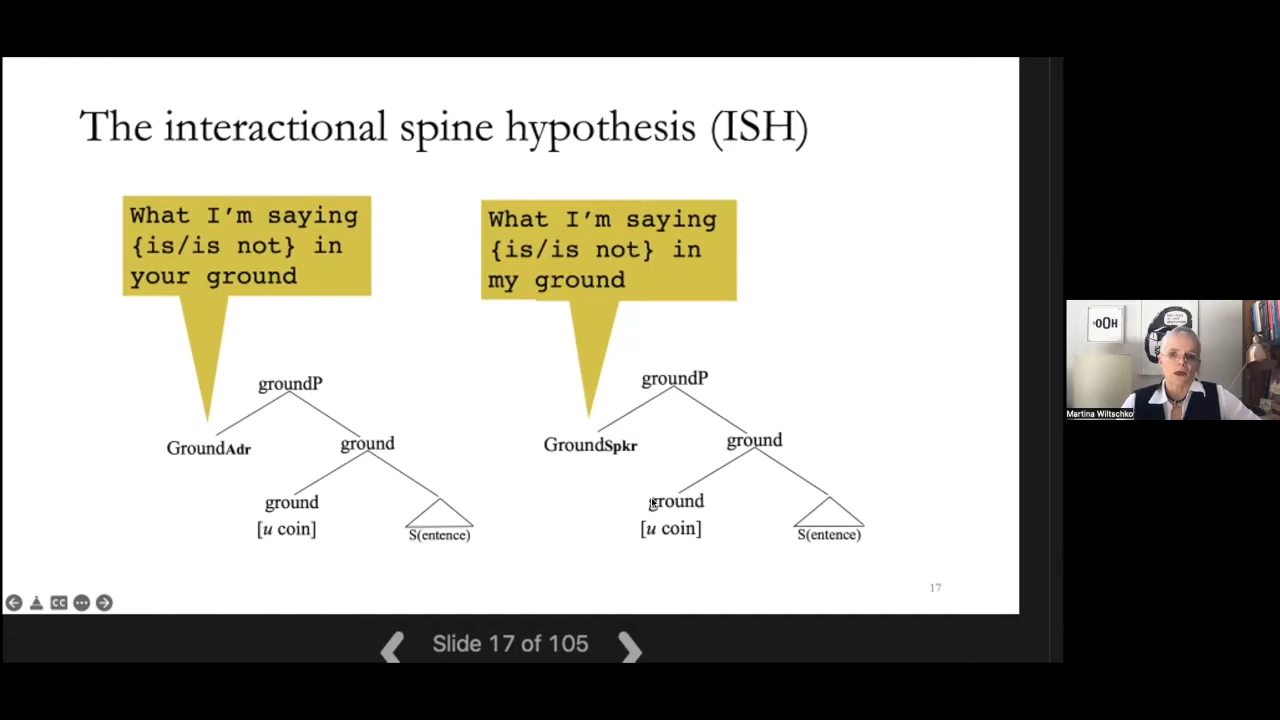 The interactional spine hypothesis (ISH)
What I'm saying
{is/is not} in
your ground
What I'm saying
{is/is not} in
my ground
groundP
GroundAdr
ground
ground
[u coin]
S(entence)
groundP
GroundSpkr
ground
ground
[u coin]
S(entence)
17
CC
Slide 17 of 105
OOH
Martina Wiltschko